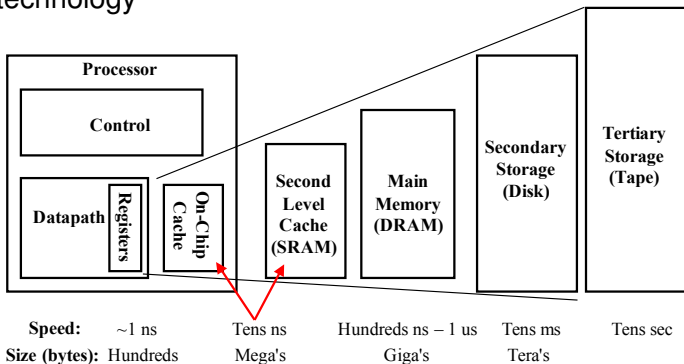 technology
Processor
Control
Datapath
Registers
On-Chip
Cache
Second
Level
Cache
(SRAM)
Main
Memory
(DRAM)
Secondary
Storage
(Disk)
Tertiary
Storage
(Tape)
Speed: ~1 ns Tens ns Hundreds ns – 1 us Tens ms Tens sec
Size (bytes): Hundreds Mega's Giga's Tera's